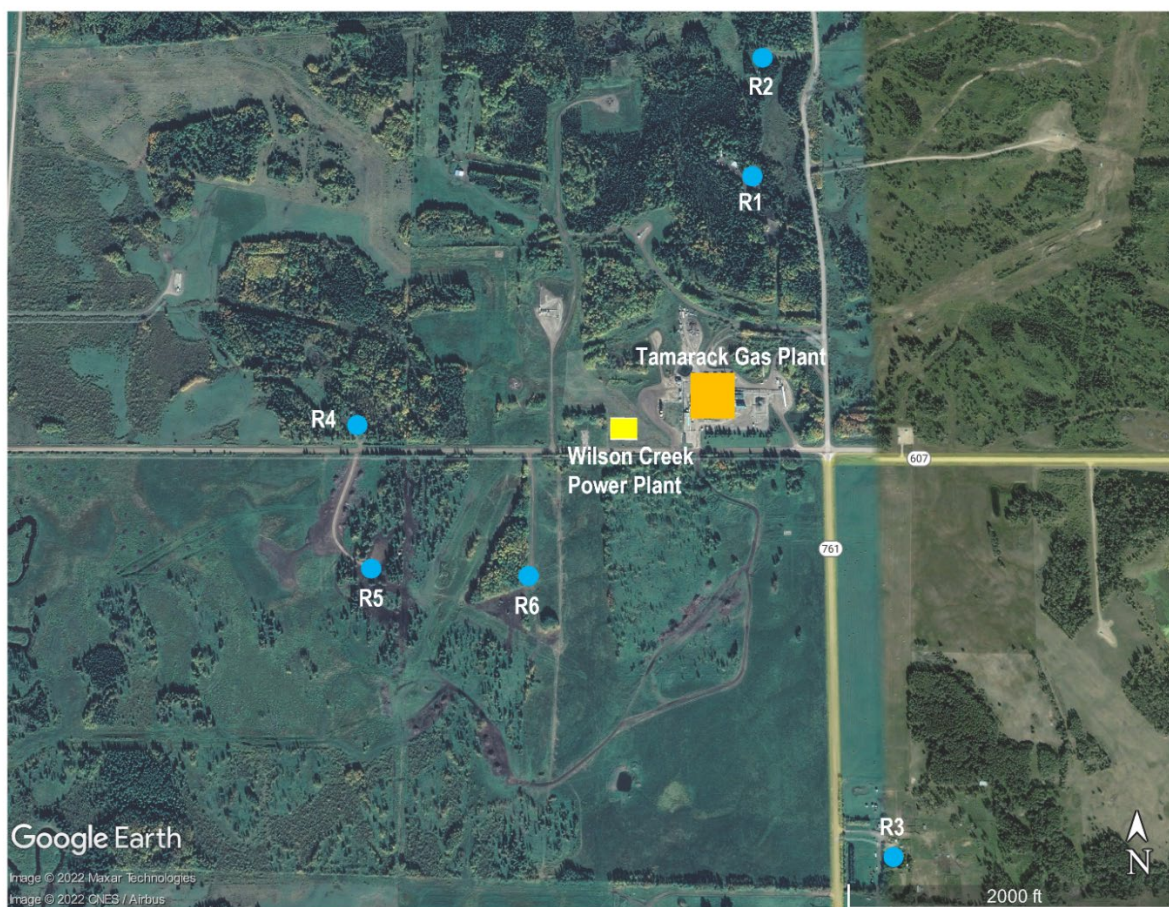 R2
R1
Tamarack Gas Plant
R4
Wilson Creek
Power Plant
607
761
R5
R6
R3
N
Google Earth
Image © 2022 Maxar Technologies
Image © 2022 CNES / Airbus
2000 ft